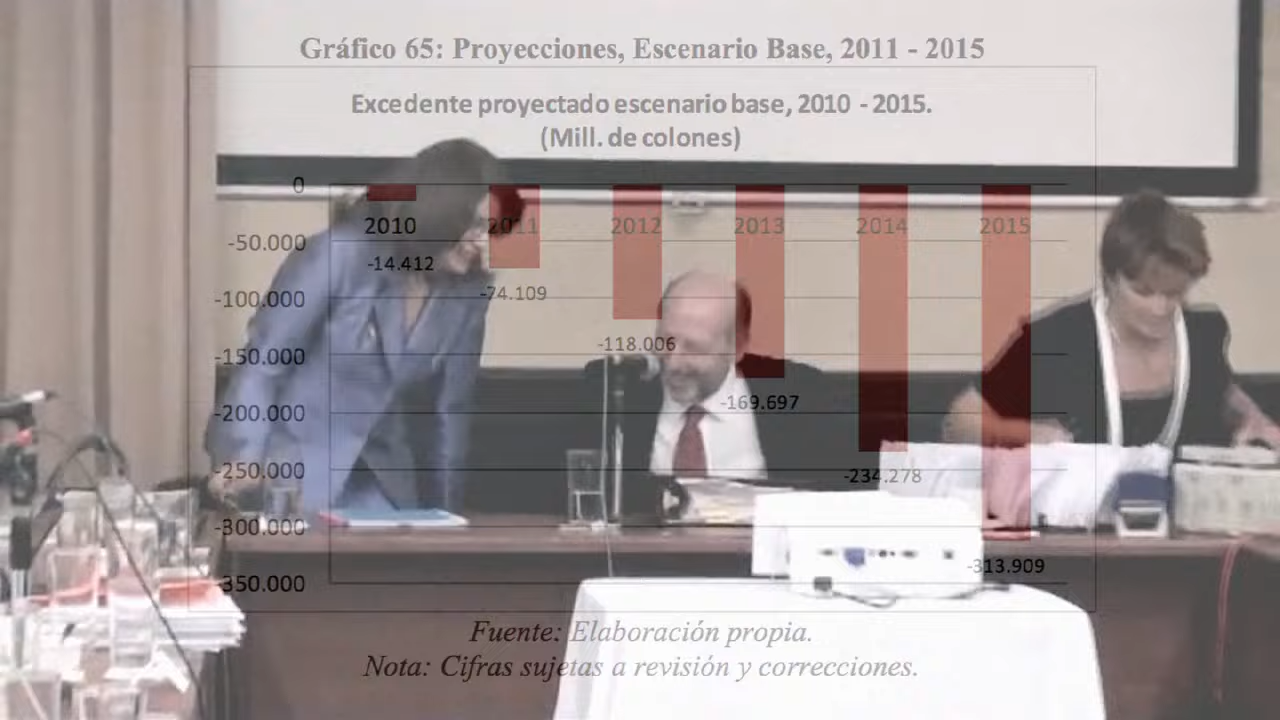 Gráfico 65: Proyecciones, Escenario Base, 2011 - 2015
Excedente proyectado escenario base, 2010 - 2015.
(Mill. de colones)
0
2010 2011 2012 2013 2014 2015
-50.000
-14.412
-74.109
-100.000
-118.006
-150.000
-169.697
-200.000
-234.278
-250.000
-300.000
-313.909
-350.000
Fuente: Elaboración propia.
Nota: Cifras sujetas a revisión y correcciones.